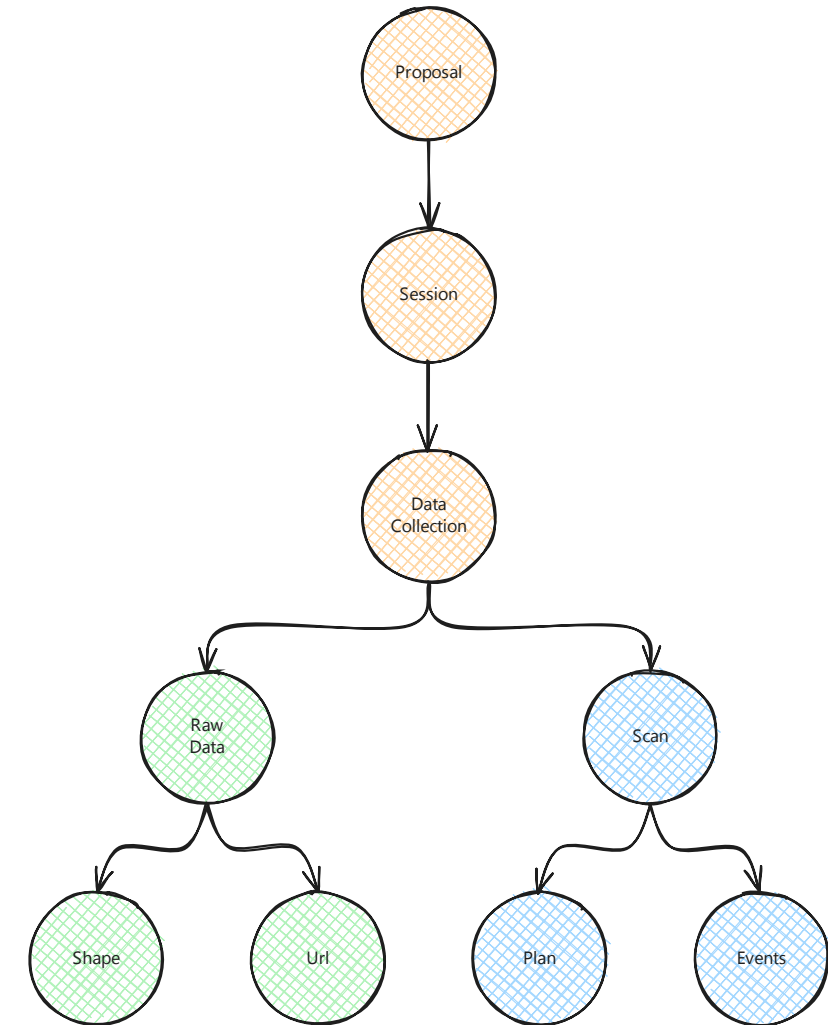 Proposal
Session
Data
Collection
Raw
Data
Scan
Shape
Url
Plan
Events